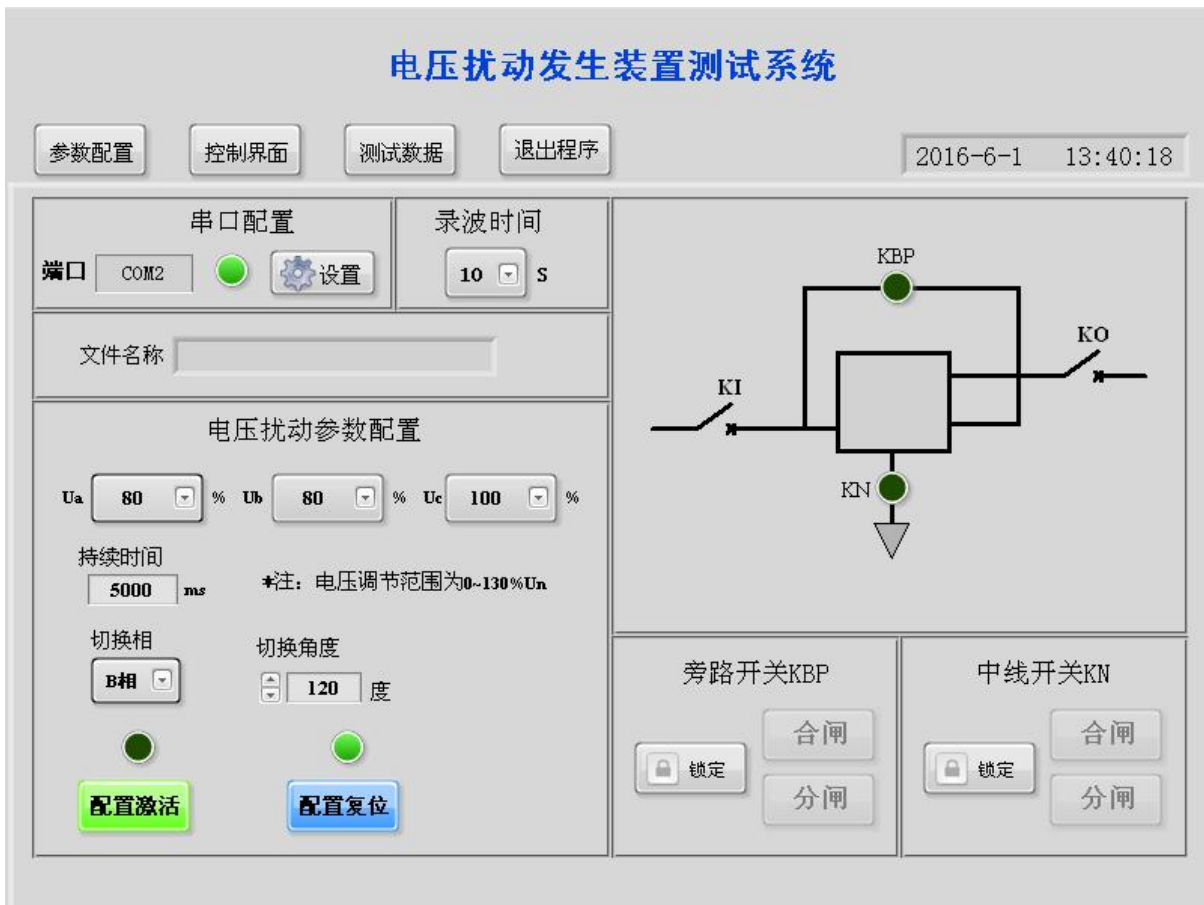 电压扰动发生装置测试系统
参数配置 控制界面 测试数据 退出程序 2016-6-1 13:40:18
串口配置
端口 COM2 设置
录波时间
10 S
文件名称
电压扰动参数配置
Ua 80 % Ub 80 % Uc 100 %
持续时间
5000 ms *注：电压调节范围为0~130%Un
切换相 切换角度
B相 120 度
配置激活 配置复位
KBP
KO
KI
KN
旁路开关KBP
锁定 合闸
分闸
中线开关KN
锁定 合闸
分闸